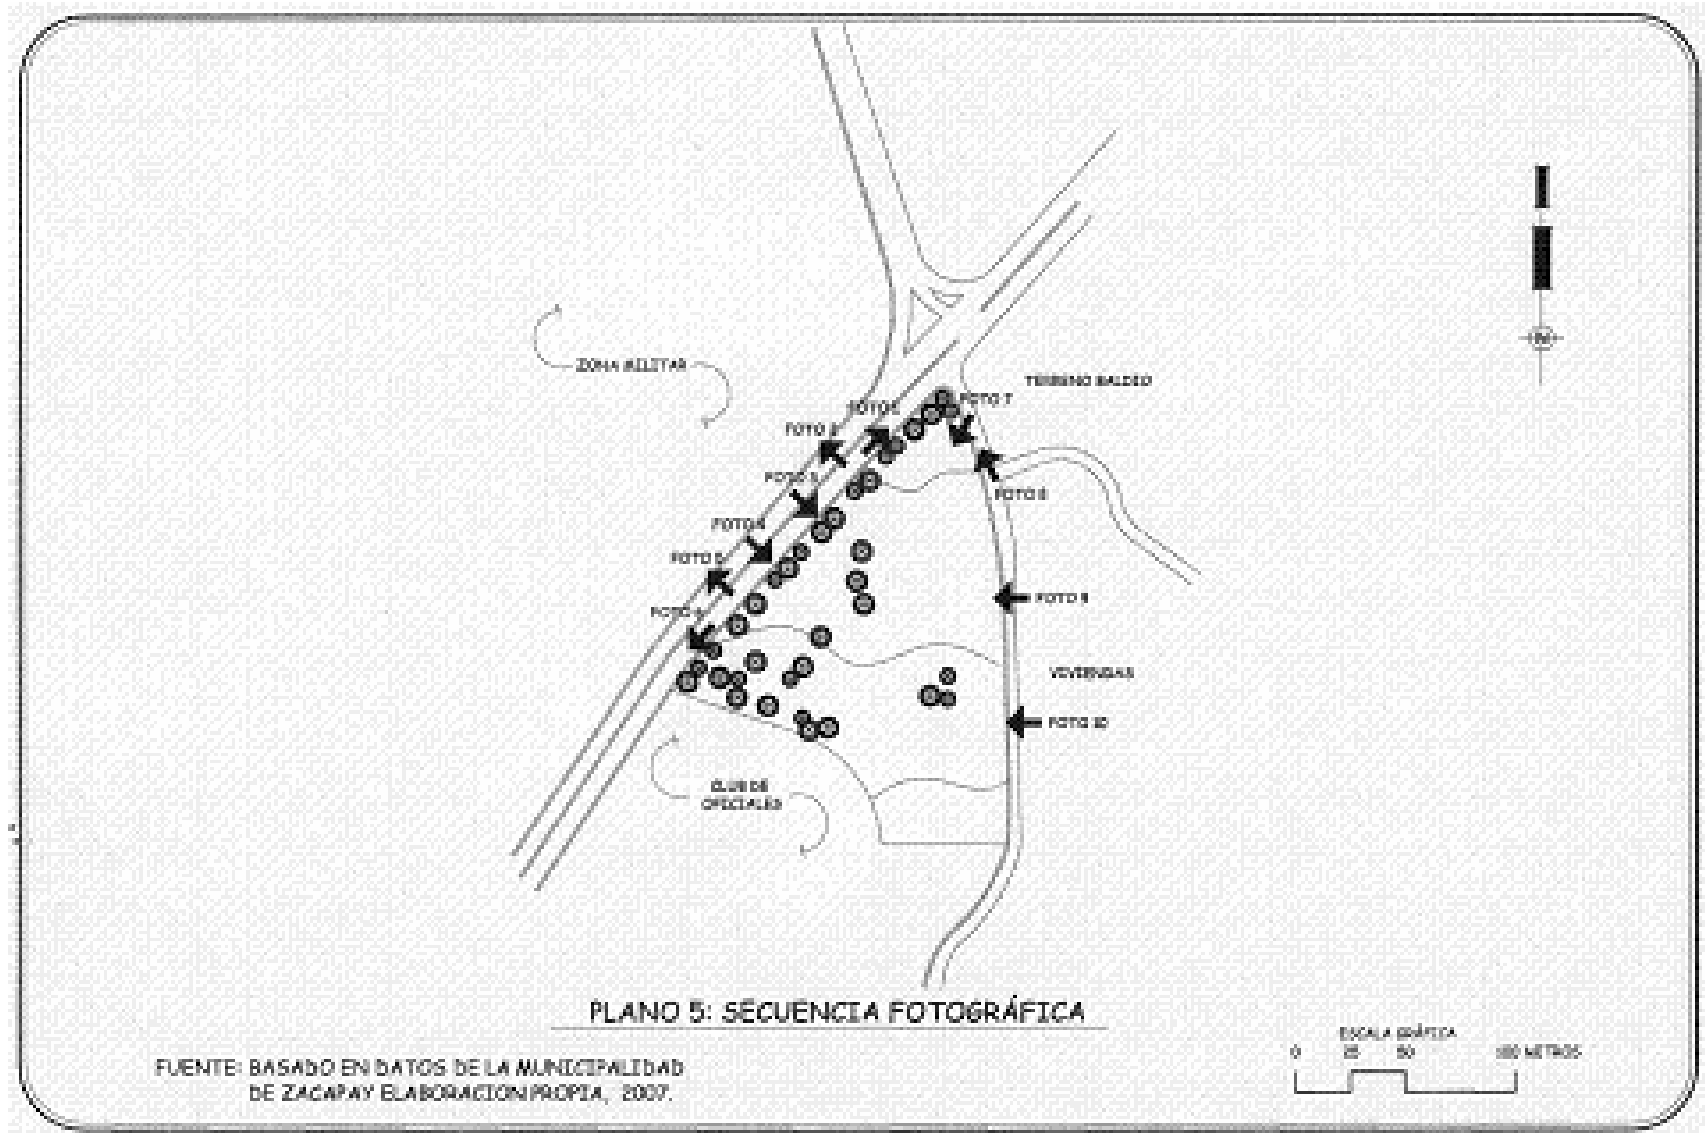 ZONA MILITAR
TERRENO BALDIO
FOTO 7
FOTO
FOTO
FOTO
FOTO 8
FOTO 4
FOTO 5
FOTO 9
FOTO
VIVIENDAS
FOTO 10
CLUB DE
OFICIALES
PLANO 5: SECUENCIA FOTOGRÁFICA
FUENTE: BASADO EN DATOS DE LA MUNICIPALIDAD
DE ZACAPA Y ELABORACION PROPIA, 2007.
ESCALA GRÁFICA
0 25 50 100 METROS